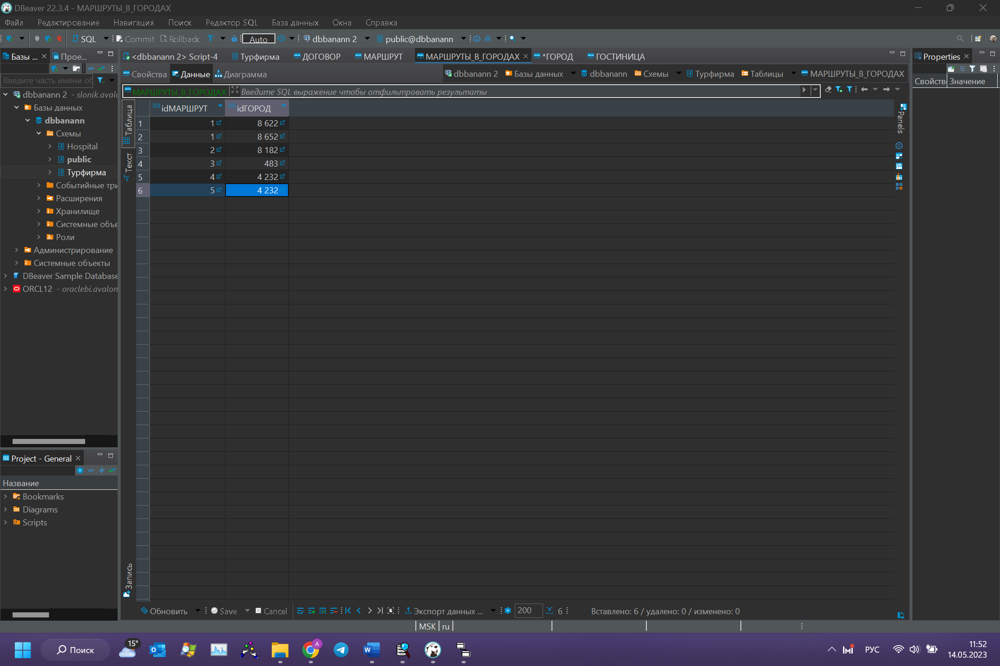 DBeaver 22.3.4 - МАРШРУТЫ_В_ГОРОДАХ
Файл Редактирование Навигация Поиск Редактор SQL База данных Окна Справка
SQL Commit Rollback Auto dbbanann 2 public@dbbanann
Базы ... Прое...
<dbbanann 2> Script-4 Турфирма ДОГОВОР МАРШРУТ МАРШРУТЫ_В_ГОРОДАХ *ГОРОД ГОСТИНИЦА
Properties
Свойства Данные Диаграмма
dbbanann 2 Базы данных dbbanann Схемы Турфирма Таблицы МАРШРУТЫ_В_ГОРОДАХ
Свойств Значение
Введите часть имени об
МАРШРУТЫ_В_ГОРОДАХ Введите SQL выражение чтобы отфильтровать результаты
dbbanann 2 - slonik.avalo
Базы данных
dbbanann
Схемы
Hospital
public
Турфирма
Событийные три
Расширения
Хранилище
Системные объе
Роли
Администрирование
Системные объекты
DBeaver Sample Database
ORCL12 - oraclebi.avalon
Таблица
Текст
Запись
123 idМАРШРУТ 123 idГОРОД
1 1 8 622
2 1 8 652
3 2 8 182
4 3 483
5 4 4 232
6 5 4 232
Panels
Project - General
Название
Bookmarks
Diagrams
Scripts
Обновить Save Cancel Экспорт данных ... 200 6 Вставлено: 6 / удалено: 0 / изменено: 0
MSK ru
15°
Поиск
A
РУС
11:52
14.05.2023